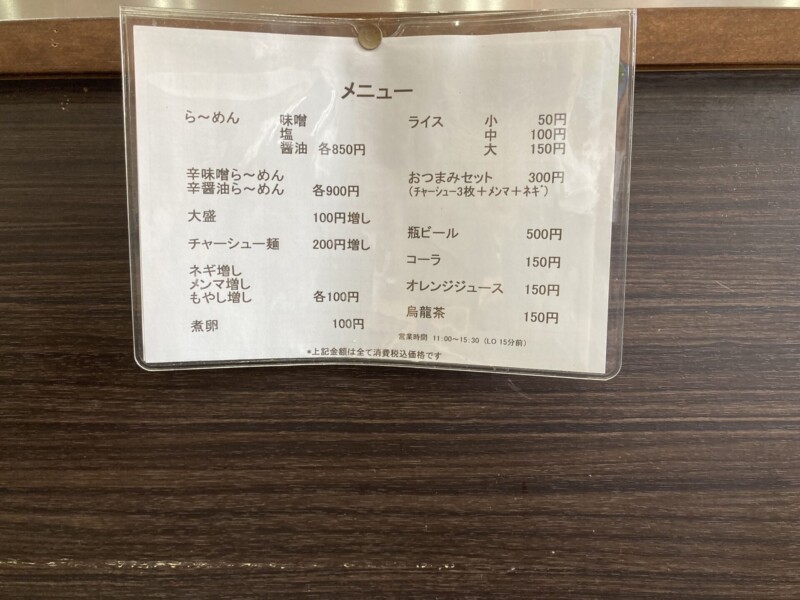 メニュー
ら～めん 味噌
塩
醤油 各850円
辛味噌ら～めん
辛醤油ら～めん 各900円
大盛 100円増し
チャーシュー麺 200円増し
ネギ増し
メンマ増し
もやし増し 各100円
煮卵 100円
ライス 小 50円
中 100円
大 150円
おつまみセット 300円
(ﾁｬｰｼｭｰ3枚＋ﾒﾝﾏ＋ﾈｷﾞ)
瓶ビール 500円
コーラ 150円
オレンジジュース 150円
烏龍茶 150円
営業時間 11:00～15:30（LO 15分前）
*上記金額は全て消費税込価格です